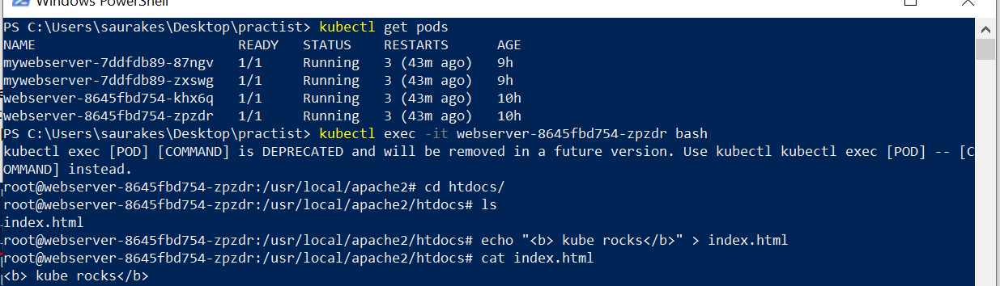 Windows PowerShell
PS C:\Users\saurakes\Desktop\practist> kubectl get pods
NAME                         READY   STATUS    RESTARTS      AGE
mywebserver-7ddfdb89-87ngv   1/1     Running   3 (43m ago)   9h
mywebserver-7ddfdb89-zxswg   1/1     Running   3 (43m ago)   9h
webserver-8645fbd754-khx6q   1/1     Running   3 (43m ago)   10h
webserver-8645fbd754-zpzdr   1/1     Running   3 (43m ago)   10h
PS C:\Users\saurakes\Desktop\practist> kubectl exec -it webserver-8645fbd754-zpzdr bash
kubectl exec [POD] [COMMAND] is DEPRECATED and will be removed in a future version. Use kubectl kubectl exec [POD] -- [C
OMMAND] instead.
root@webserver-8645fbd754-zpzdr:/usr/local/apache2# cd htdocs/
root@webserver-8645fbd754-zpzdr:/usr/local/apache2/htdocs# ls
index.html
root@webserver-8645fbd754-zpzdr:/usr/local/apache2/htdocs# echo "<b> kube rocks</b>" > index.html
root@webserver-8645fbd754-zpzdr:/usr/local/apache2/htdocs# cat index.html
<b> kube rocks</b>